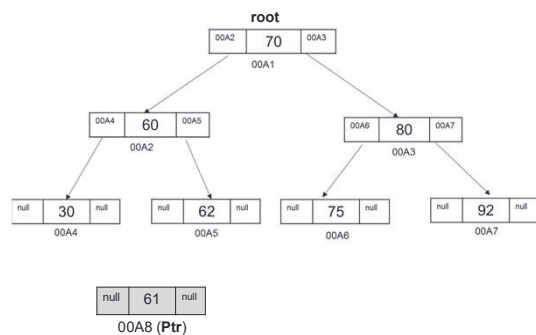 root
00A2 70 00A3
00A1
00A4 60 00A5
00A2
00A6 80 00A7
00A3
null 30 null
00A4
null 62 null
00A5
null 75 null
00A6
null 92 null
00A7
null 61 null
00A8 (Ptr)